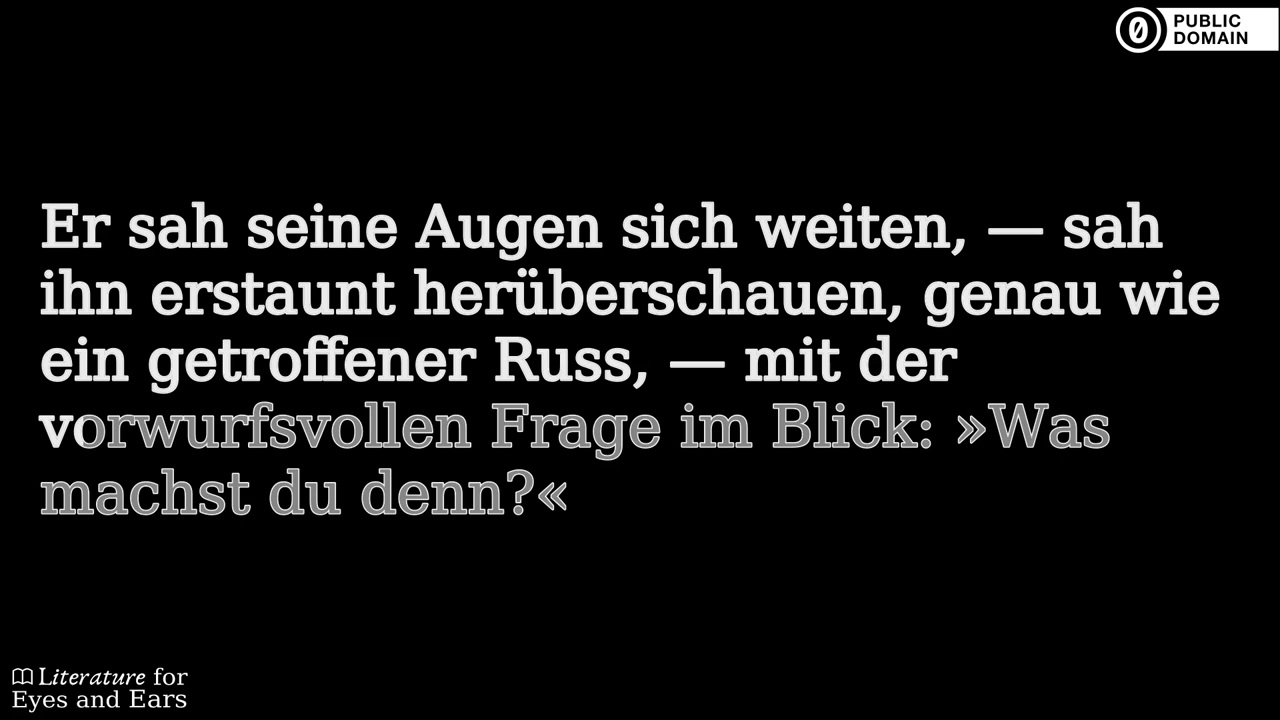 PUBLIC
DOMAIN
Er sah seine Augen sich weiten, — sah
ihn erstaunt herüberschauen, genau wie
ein getroffener Russ, — mit der
vorwurfsvollen Frage im Blick: »Was
machst du denn?«
Literature for
Eyes and Ears